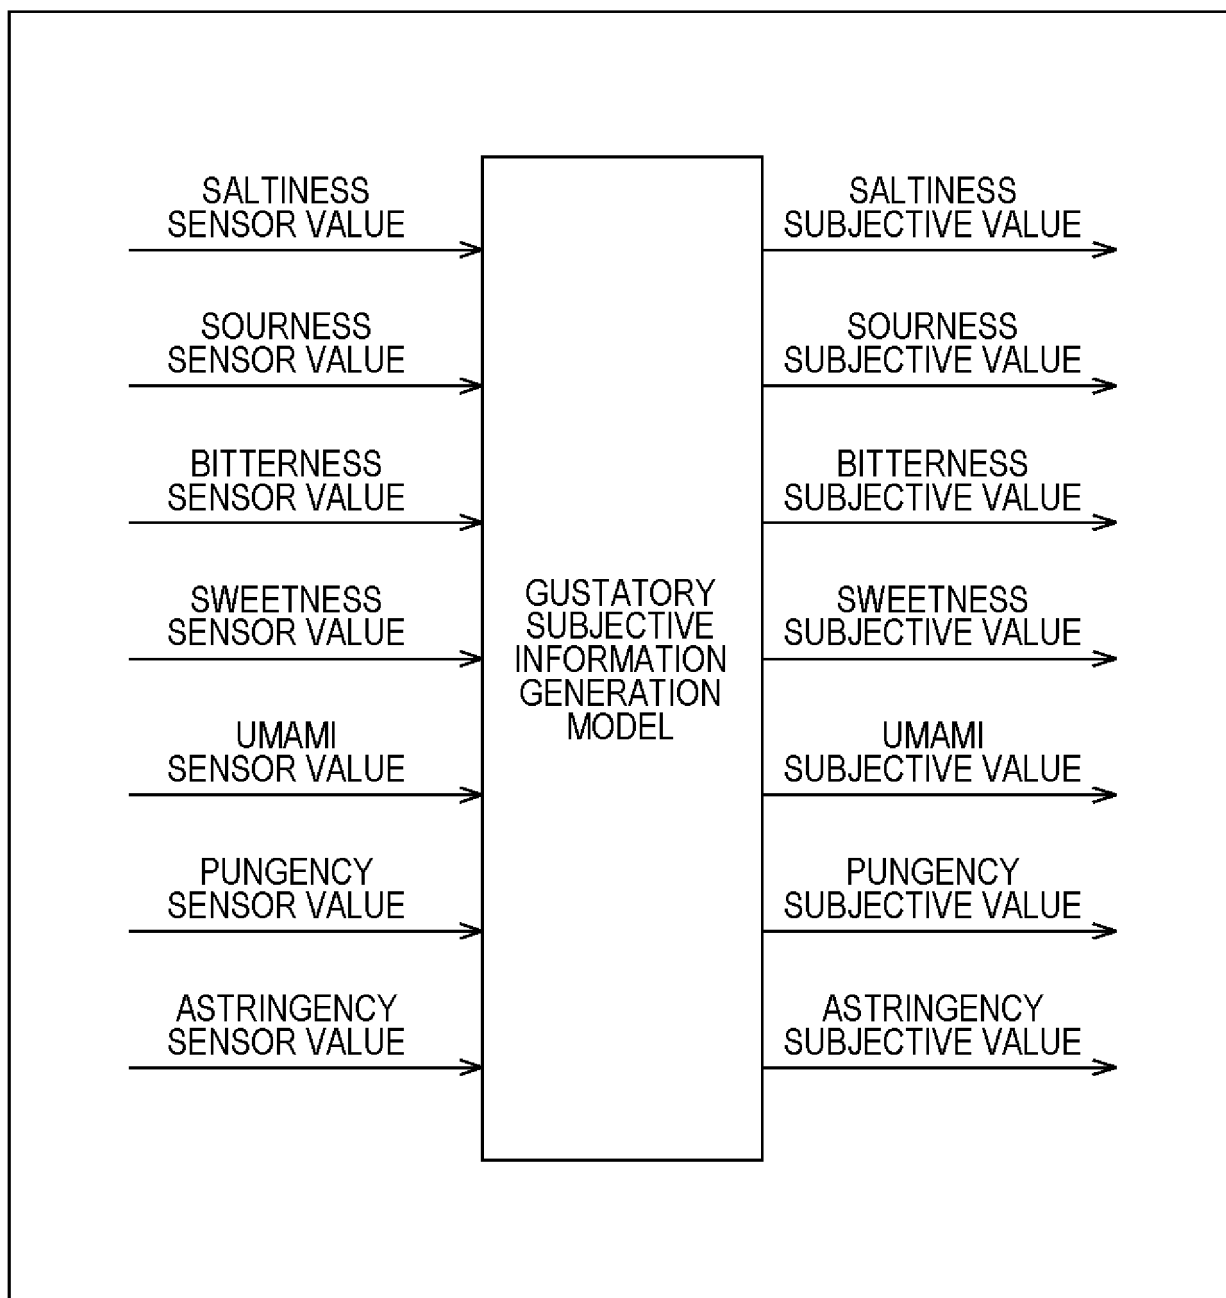 SALTINESS
SENSOR VALUE
SOURNESS
SENSOR VALUE
BITTERNESS
SENSOR VALUE
SWEETNESS
SENSOR VALUE
UMAMI
SENSOR VALUE
PUNGENCY
SENSOR VALUE
ASTRINGENCY
SENSOR VALUE
GUSTATORY
SUBJECTIVE
INFORMATION
GENERATION
MODEL
SALTINESS
SUBJECTIVE VALUE
SOURNESS
SUBJECTIVE VALUE
BITTERNESS
SUBJECTIVE VALUE
SWEETNESS
SUBJECTIVE VALUE
UMAMI
SUBJECTIVE VALUE
PUNGENCY
SUBJECTIVE VALUE
ASTRINGENCY
SUBJECTIVE VALUE